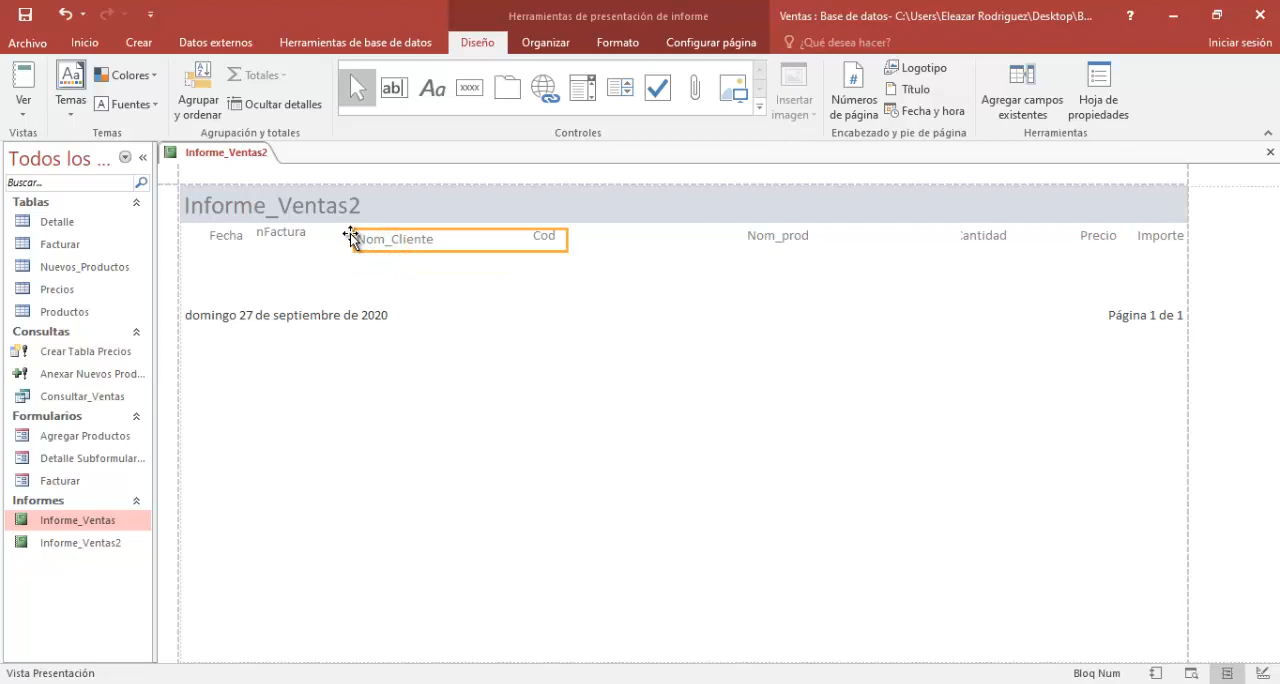 Herramientas de presentación de informe
Ventas : Base de datos- C:\Users\Eleazar Rodriguez\Desktop\B...
?
Archivo
Inicio
Crear
Datos externos
Herramientas de base de datos
Diseño
Organizar
Formato
Configurar página
¿Qué desea hacer?
Iniciar sesión
Ver
Vistas
Aa
Temas
Colores
A Fuentes
Temas
Agrupar
y ordenar
Totales
Ocultar detalles
Agrupación y totales
ab|
Aa
xxxx
Controles
Insertar
imagen
Números
de página
Logotipo
Título
Fecha y hora
Encabezado y pie de página
Agregar campos
existentes
Hoja de
propiedades
Herramientas
Todos los ...
Buscar...
Tablas
Detalle
Facturar
Nuevos_Productos
Precios
Productos
Consultas
Crear Tabla Precios
Anexar Nuevos Prod...
Consultar_Ventas
Formularios
Agregar Productos
Detalle Subformular...
Facturar
Informes
Informe_Ventas
Informe_Ventas2
Informe_Ventas2
Informe_Ventas2
Fecha nFactura Nom_Cliente Cod Nom_prod Cantidad Precio Importe
domingo 27 de septiembre de 2020
Página 1 de 1
Vista Presentación
Bloq Num